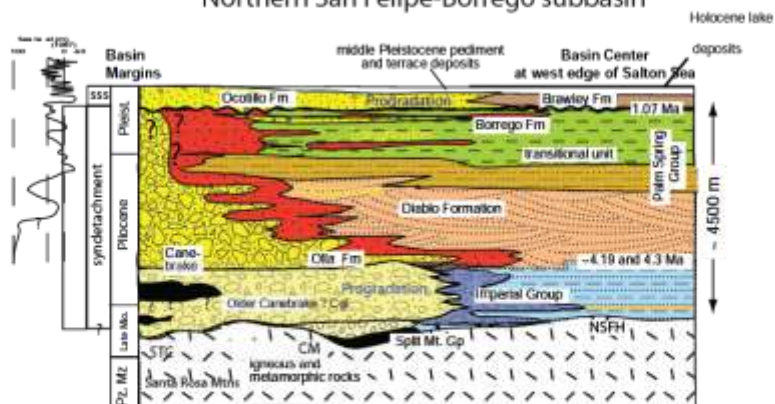 Northern San Felipe-Borrego subbasin
Holocene lake
deposits
Basin
Margins
middle Pleistocene pediment
and terrace deposits
Basin Center
at west edge of Salton Sea
sss
Ocotillo Fm
Progradation
Brawley Fm
1.07 Ma
Pleist.
?
?
Borrego Fm
transitional unit
Palm Spring
Group
syndetachment
Pliocene
Diablo Formation
~ 4500 m
Cane-
brake
Olla Fm
~4.19 and 4.3 Ma
Progradation
Imperial Group
Older Canebrake ? Cgl
Late Mio.
?
NSFH
Split Mt. Gp
STC
CM
igneous and
metamorphic rocks
Santa Rosa Mtns
Pz. Mz